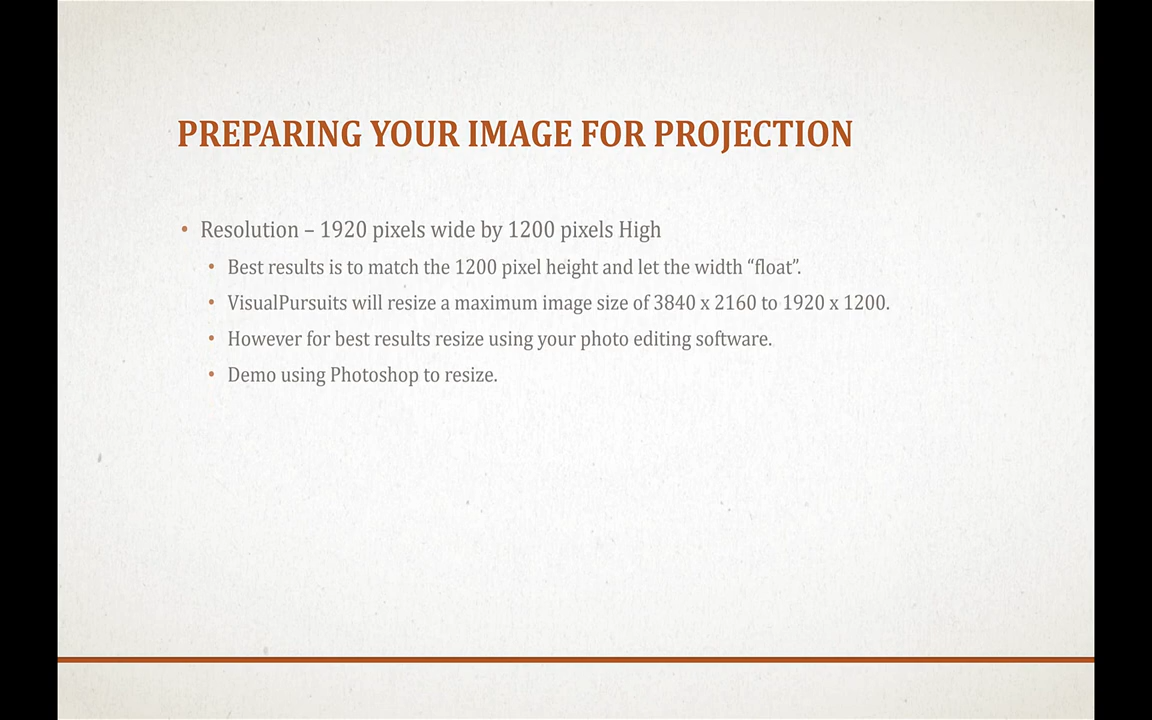 PREPARING YOUR IMAGE FOR PROJECTION
• Resolution – 1920 pixels wide by 1200 pixels High
• Best results is to match the 1200 pixel height and let the width “float”.
• VisualPursuits will resize a maximum image size of 3840 x 2160 to 1920 x 1200.
• However for best results resize using your photo editing software.
• Demo using Photoshop to resize.